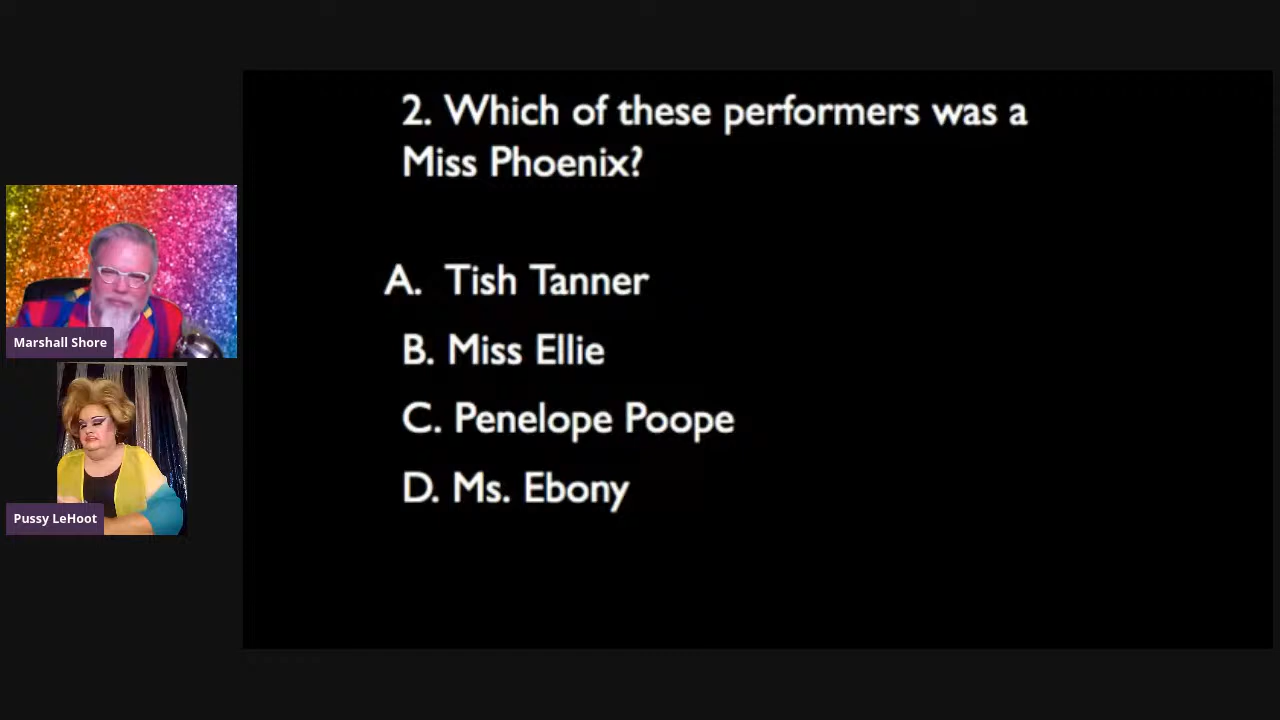 2. Which of these performers was a
Miss Phoenix?
A. Tish Tanner
B. Miss Ellie
C. Penelope Poope
D. Ms. Ebony
Marshall Shore
Pussy LeHoot